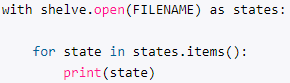 with shelve.open(FILENAME) as states:
    for state in states.items():
        print(state)